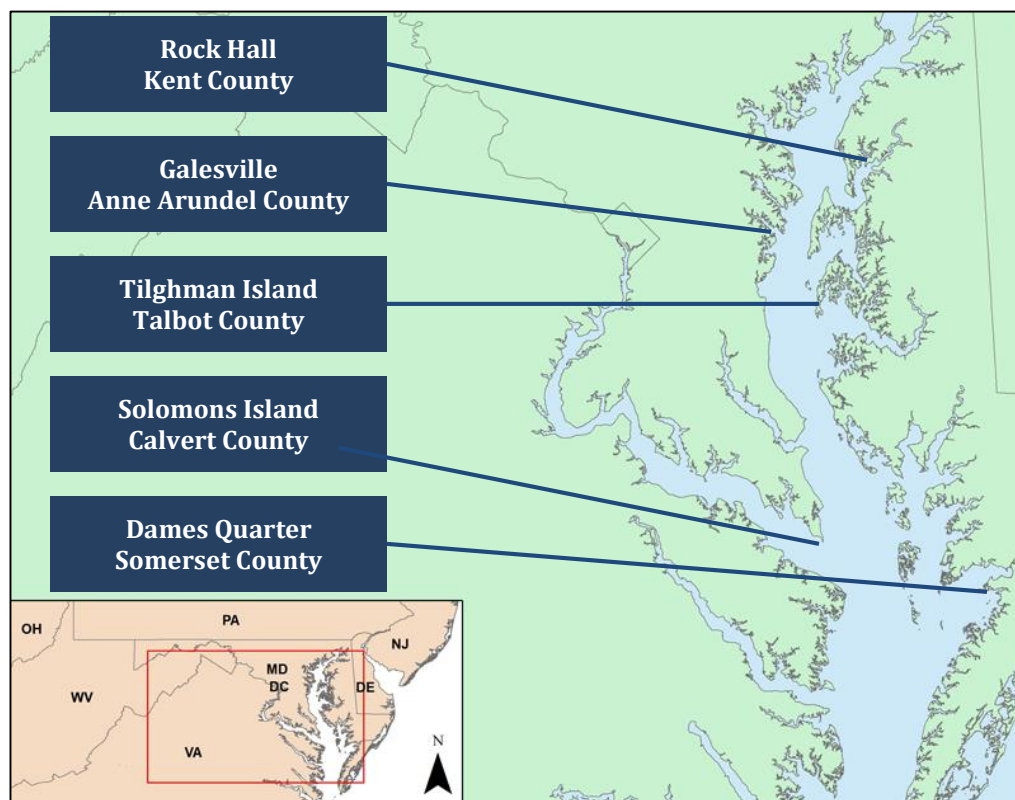 Rock Hall
Kent County
Galesville
Anne Arundel County
Tilghman Island
Talbot County
Solomons Island
Calvert County
Dames Quarter
Somerset County
OH
PA
NJ
MD
DC
DE
WV
VA
N